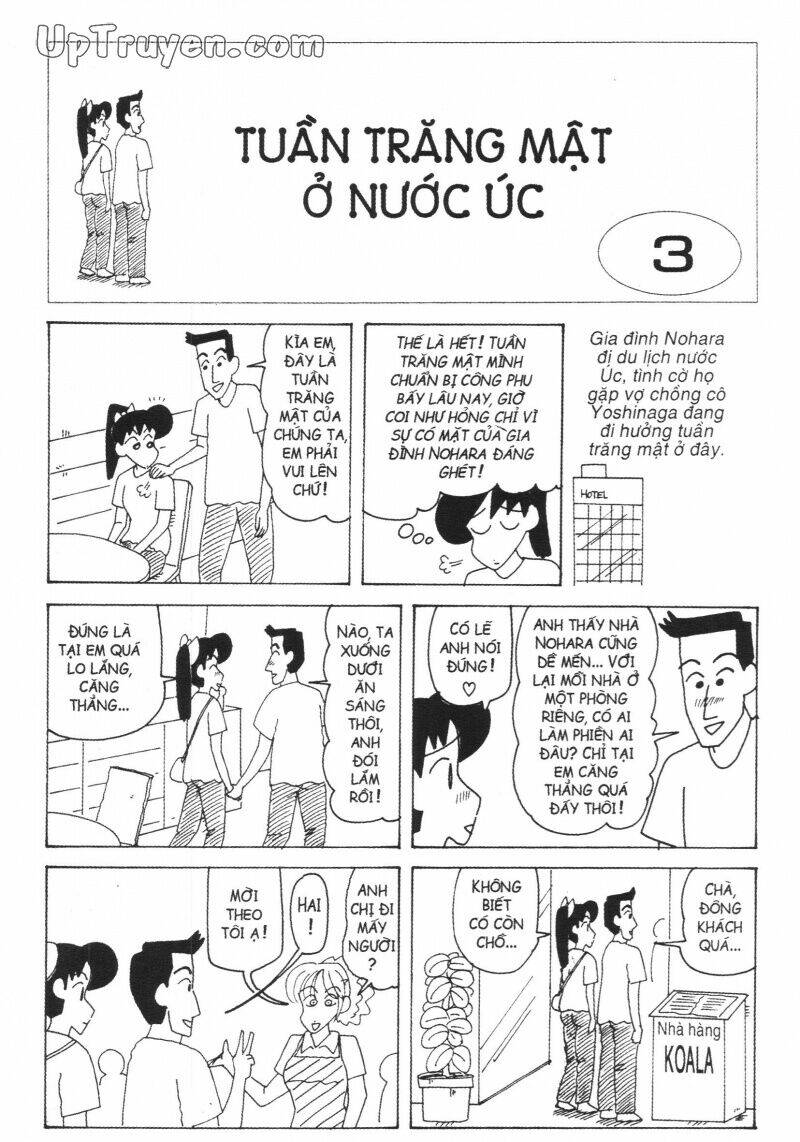 UpTruyen.com
TUẦN TRĂNG MẬT
Ở NƯỚC ÚC
3
Gia đình Nohara
đi du lịch nước
Úc, tình cờ họ
gặp vợ chồng cô
Yoshinaga đang
đi hưởng tuần
trăng mật ở đây.
HOTEL
THẾ LÀ HẾT! TUẦN
TRĂNG MẬT MÌNH
CHUẨN BỊ CÔNG PHU
BẤY LÂU NAY, GIỜ
COI NHƯ HỎNG CHỈ VÌ
SỰ CÓ MẶT CỦA GIA
ĐÌNH NOHARA ĐÁNG
GHÉT!
KÌA EM,
ĐÂY LÀ
TUẦN
TRĂNG
MẬT CỦA
CHÚNG TA,
EM PHẢI
VUI LÊN
CHỨ!
ANH THẤY NHÀ
NOHARA CŨNG
DỄ MẾN... VỚI
LẠI MỖI NHÀ Ở
MỘT PHÒNG
RIÊNG, CÓ AI
LÀM PHIỀN AI
ĐÂU? CHỈ TẠI
EM CĂNG
THẲNG QUÁ
ĐẤY THÔI!
CÓ LẼ
ANH NÓI
ĐÚNG!
♡
NÀO, TA
XUỐNG
DƯỚI
ĂN
SÁNG
THÔI,
ANH
ĐÓI
LẮM
RỒI!
ĐÚNG LÀ
TẠI EM QUÁ
LO LẮNG,
CĂNG
THẲNG...
CHÀ,
ĐÔNG
KHÁCH
QUÁ...
KHÔNG
BIẾT
CÓ CÒN
CHỖ...
Nhà hàng
KOALA
ANH
CHỊ ĐI
MẤY
NGƯỜI
?
HAI
!
MỜI
THEO
TÔI Ạ!